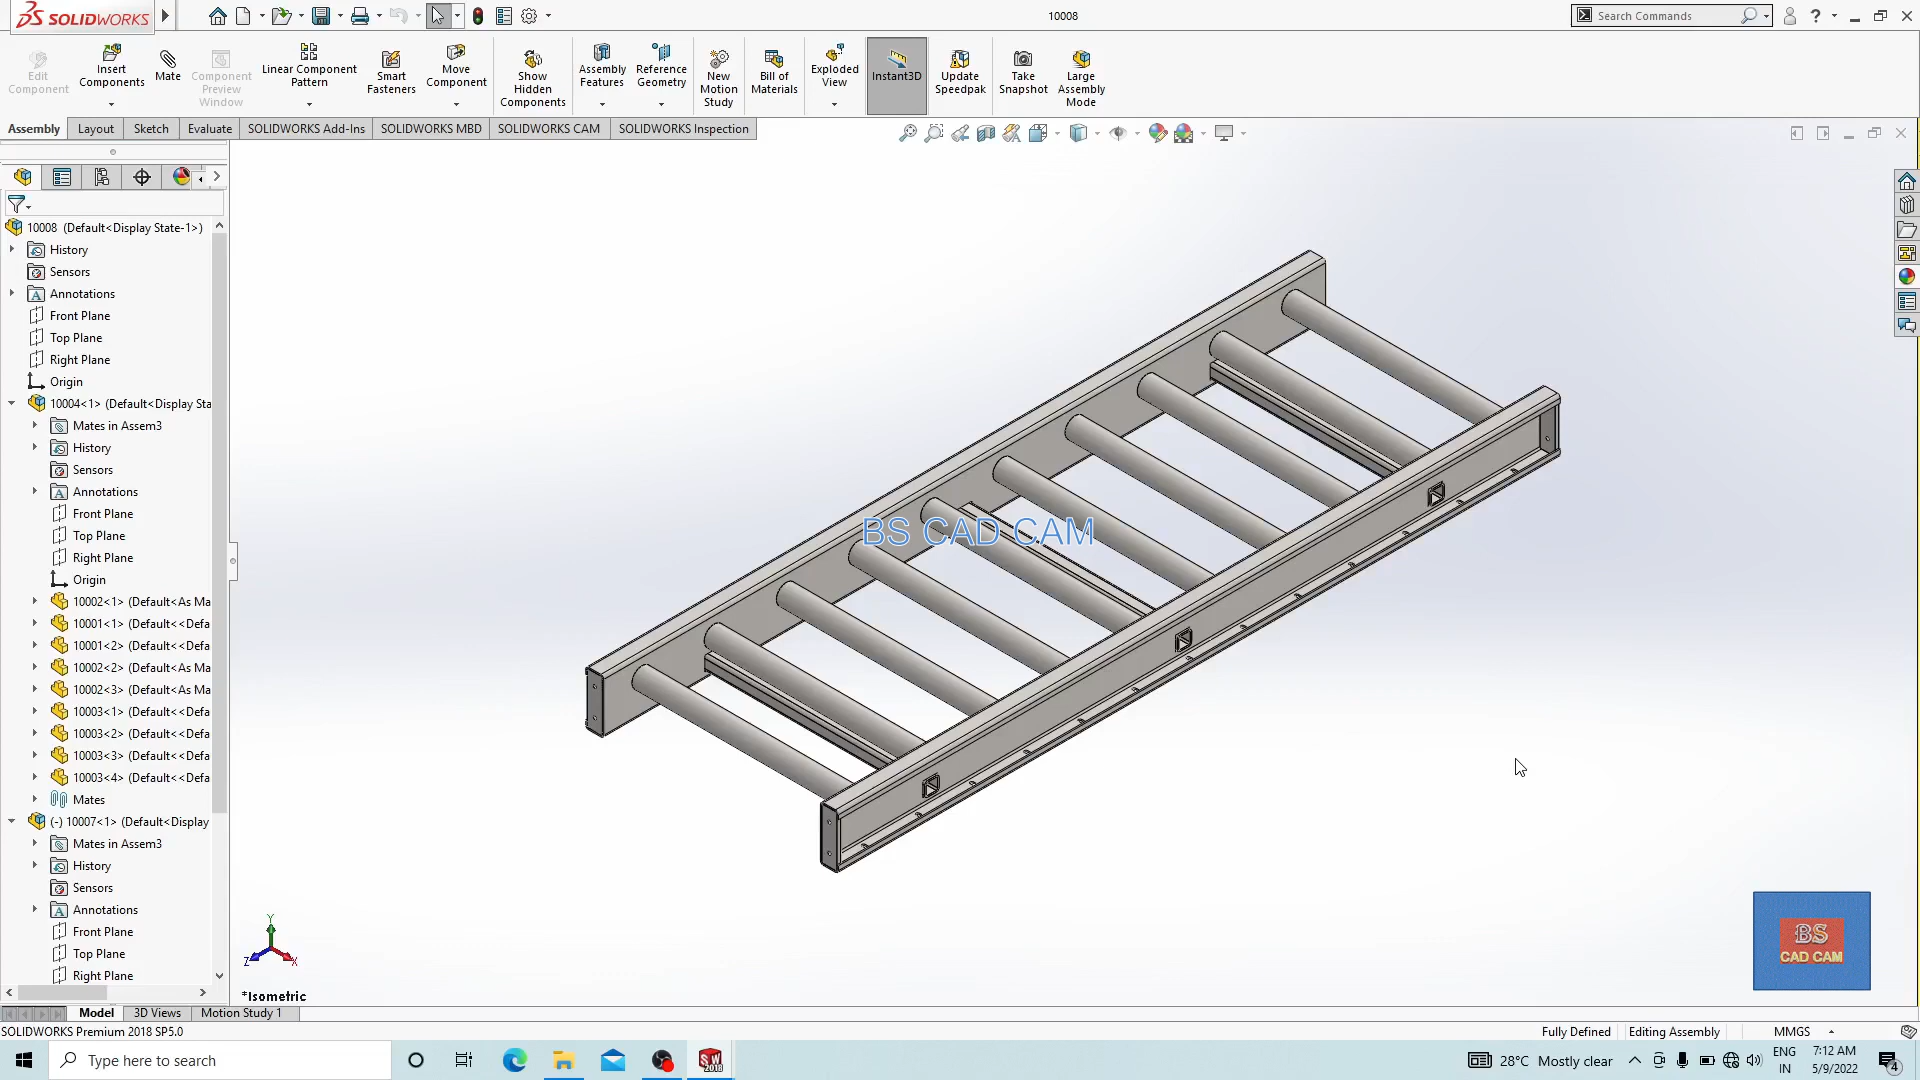 SOLIDWORKS
10008
Search Commands
Edit Component
Insert Components
Mate
Component Preview Window
Linear Component Pattern
Smart Fasteners
Move Component
Show Hidden Components
Assembly Features
Reference Geometry
New Motion Study
Bill of Materials
Exploded View
Instant3D
Update Speedpak
Take Snapshot
Large Assembly Mode
Assembly
Layout
Sketch
Evaluate
SOLIDWORKS Add-Ins
SOLIDWORKS MBD
SOLIDWORKS CAM
SOLIDWORKS Inspection
10008 (Default<Display State-1>)
History
Sensors
Annotations
Front Plane
Top Plane
Right Plane
Origin
10004<1> (Default<Display Sta
Mates in Assem3
History
Sensors
Annotations
Front Plane
Top Plane
Right Plane
Origin
10002<1> (Default<As Ma
10001<1> (Default<<Defa
10001<2> (Default<<Defa
10002<2> (Default<As Ma
10002<3> (Default<As Ma
10003<1> (Default<<Defa
10003<2> (Default<<Defa
10003<3> (Default<<Defa
10003<4> (Default<<Defa
Mates
(-) 10007<1> (Default<Display
Mates in Assem3
History
Sensors
Annotations
Front Plane
Top Plane
Right Plane
BS CAD CAM
BS
CAD CAM
Y
Z
X
*Isometric
Model
3D Views
Motion Study 1
SOLIDWORKS Premium 2018 SP5.0
Fully Defined
Editing Assembly
MMGS
Type here to search
SW
2018
28°C Mostly clear
ENG
IN
7:12 AM
5/9/2022
4